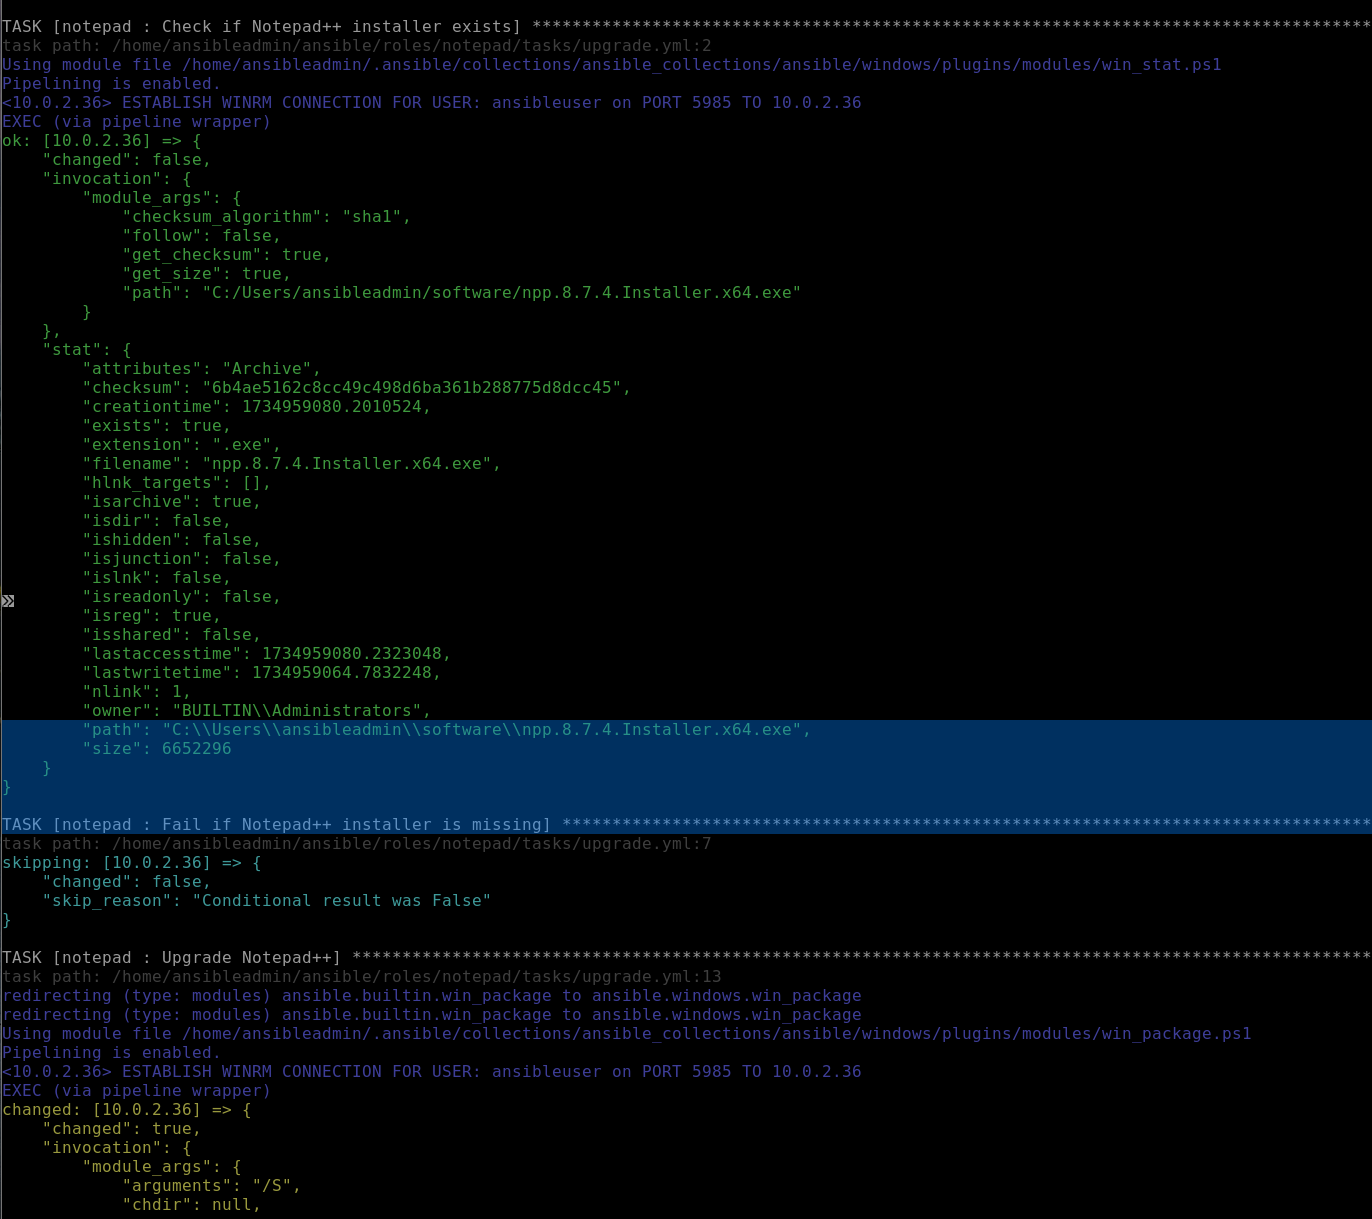 TASK [notepad : Check if Notepad++ installer exists] ************************************************************************************
task path: /home/ansibleadmin/ansible/roles/notepad/tasks/upgrade.yml:2
Using module file /home/ansibleadmin/.ansible/collections/ansible_collections/ansible/windows/plugins/modules/win_stat.ps1
Pipelining is enabled.
<10.0.2.36> ESTABLISH WINRM CONNECTION FOR USER: ansibleuser on PORT 5985 TO 10.0.2.36
EXEC (via pipeline wrapper)
ok: [10.0.2.36] => {
    "changed": false,
    "invocation": {
        "module_args": {
            "checksum_algorithm": "sha1",
            "follow": false,
            "get_checksum": true,
            "get_size": true,
            "path": "C:/Users/ansibleadmin/software/npp.8.7.4.Installer.x64.exe"
        }
    },
    "stat": {
        "attributes": "Archive",
        "checksum": "6b4ae5162c8cc49c498d6ba361b288775d8dcc45",
        "creationtime": 1734959080.2010524,
        "exists": true,
        "extension": ".exe",
        "filename": "npp.8.7.4.Installer.x64.exe",
        "hlnk_targets": [],
        "isarchive": true,
        "isdir": false,
        "ishidden": false,
        "isjunction": false,
        "islnk": false,
»       "isreadonly": false,
        "isreg": true,
        "isshared": false,
        "lastaccesstime": 1734959080.2323048,
        "lastwritetime": 1734959064.7832248,
        "nlink": 1,
        "owner": "BUILTIN\\Administrators",
        "path": "C:\\Users\\ansibleadmin\\software\\npp.8.7.4.Installer.x64.exe",
        "size": 6652296
    }
}
TASK [notepad : Fail if Notepad++ installer is missing] *********************************************************************************
task path: /home/ansibleadmin/ansible/roles/notepad/tasks/upgrade.yml:7
skipping: [10.0.2.36] => {
    "changed": false,
    "skip_reason": "Conditional result was False"
}
TASK [notepad : Upgrade Notepad++] ******************************************************************************************************
task path: /home/ansibleadmin/ansible/roles/notepad/tasks/upgrade.yml:13
redirecting (type: modules) ansible.builtin.win_package to ansible.windows.win_package
redirecting (type: modules) ansible.builtin.win_package to ansible.windows.win_package
Using module file /home/ansibleadmin/.ansible/collections/ansible_collections/ansible/windows/plugins/modules/win_package.ps1
Pipelining is enabled.
<10.0.2.36> ESTABLISH WINRM CONNECTION FOR USER: ansibleuser on PORT 5985 TO 10.0.2.36
EXEC (via pipeline wrapper)
changed: [10.0.2.36] => {
    "changed": true,
    "invocation": {
        "module_args": {
            "arguments": "/S",
            "chdir": null,